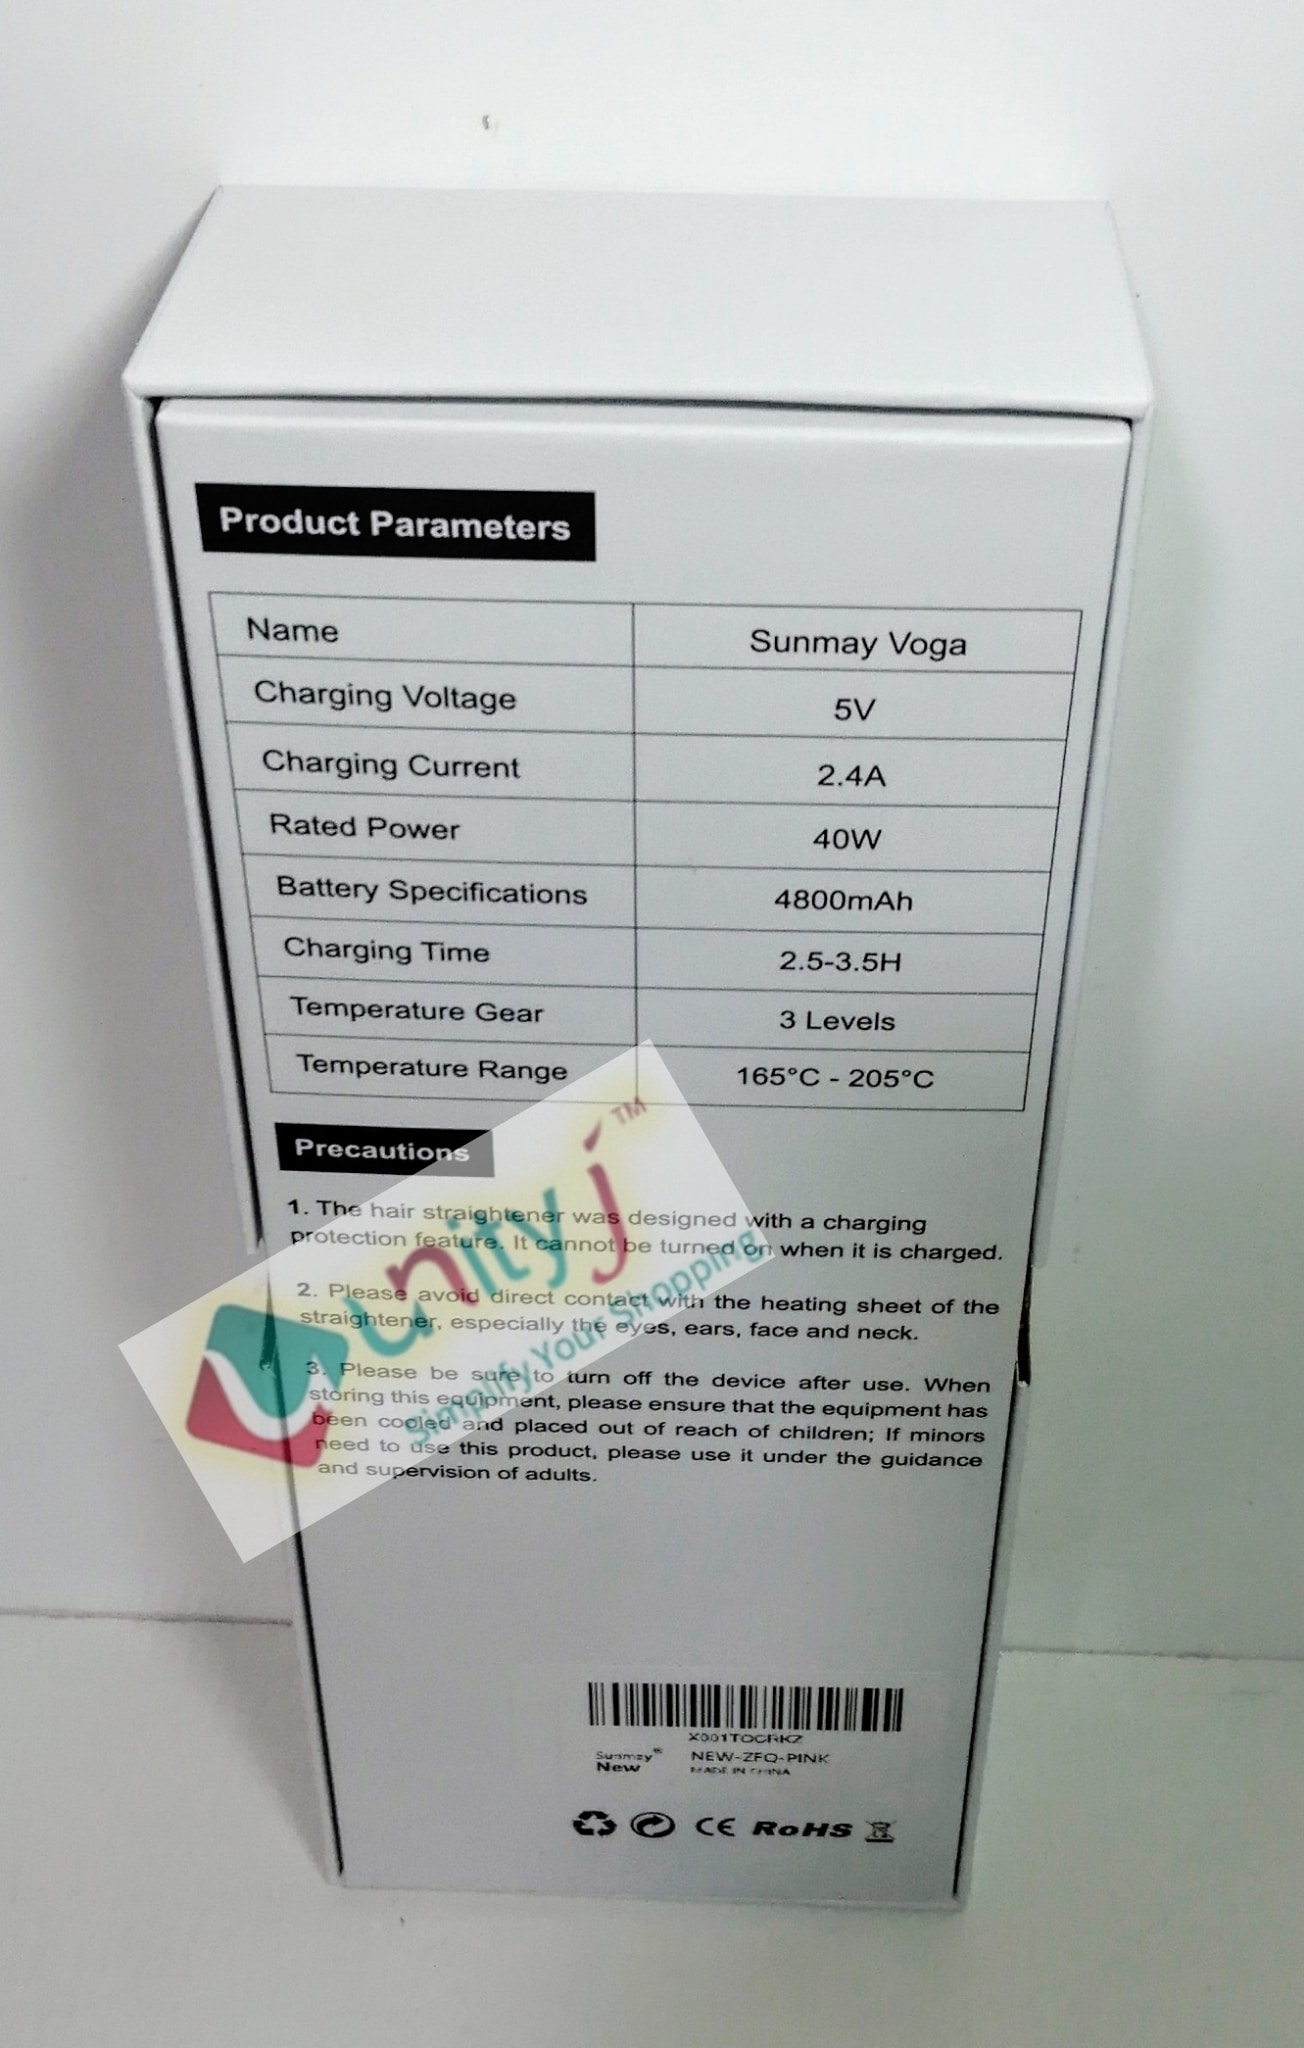 Product Parameters
Name Sunmay Voga
Charging Voltage 5V
Charging Current 2.4A
Rated Power 40W
Battery Specifications 4800mAh
Charging Time 2.5-3.5H
Temperature Gear 3 Levels
Temperature Range 165°C - 205°C
Precautions
1. The hair straightener was designed with a charging
protection feature. It cannot be turned on when it is charged.
2. Please avoid direct contact with the heating sheet of the
straightener, especially the eyes, ears, face and neck.
3. Please be sure to turn off the device after use. When
storing this equipment, please ensure that the equipment has
been cooled and placed out of reach of children; If minors
need to use this product, please use it under the guidance
and supervision of adults.
unityj™
Simplify Your Shopping
X001TOCRKZ
Sunmay® NEW-ZFQ-PINK
New MADE IN CHINA
CE RoHS